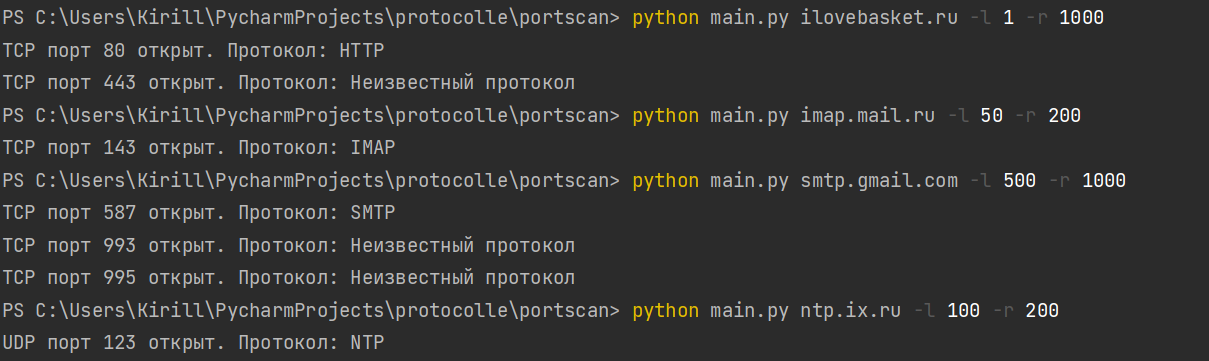 PS C:\Users\Kirill\PycharmProjects\protocolle\portscan> python main.py ilovebasket.ru -l 1 -r 1000
TCP порт 80 открыт. Протокол: HTTP
TCP порт 443 открыт. Протокол: Неизвестный протокол
PS C:\Users\Kirill\PycharmProjects\protocolle\portscan> python main.py imap.mail.ru -l 50 -r 200
TCP порт 143 открыт. Протокол: IMAP
PS C:\Users\Kirill\PycharmProjects\protocolle\portscan> python main.py smtp.gmail.com -l 500 -r 1000
TCP порт 587 открыт. Протокол: SMTP
TCP порт 993 открыт. Протокол: Неизвестный протокол
TCP порт 995 открыт. Протокол: Неизвестный протокол
PS C:\Users\Kirill\PycharmProjects\protocolle\portscan> python main.py ntp.ix.ru -l 100 -r 200
UDP порт 123 открыт. Протокол: NTP